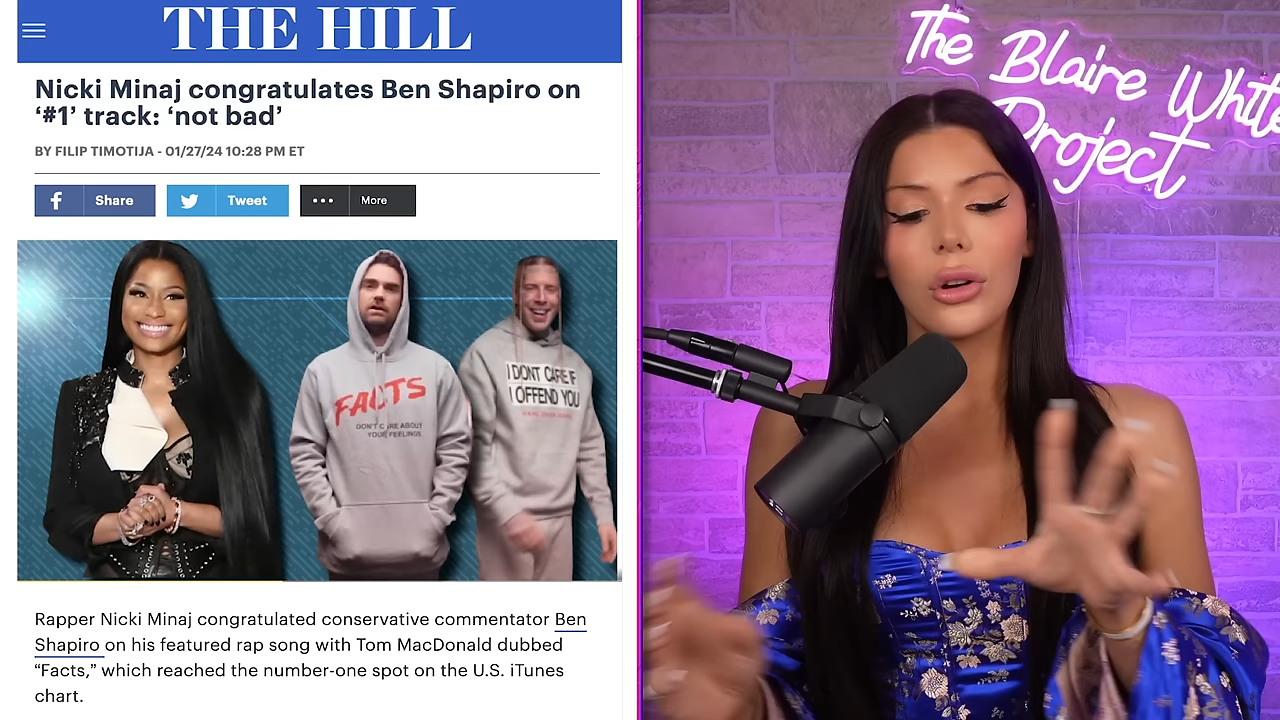 THE HILL
Nicki Minaj congratulates Ben Shapiro on
‘#1’ track: ‘not bad’
BY FILIP TIMOTIJA - 01/27/24 10:28 PM ET
Share
Tweet
More
FACTS
DON'T CARE ABOUT
YOUR FEELINGS
I DONT CARE IF
I OFFEND YOU
Rapper Nicki Minaj congratulated conservative commentator Ben
Shapiro on his featured rap song with Tom MacDonald dubbed
“Facts,” which reached the number-one spot on the U.S. iTunes
chart.
The Blaire White
Project